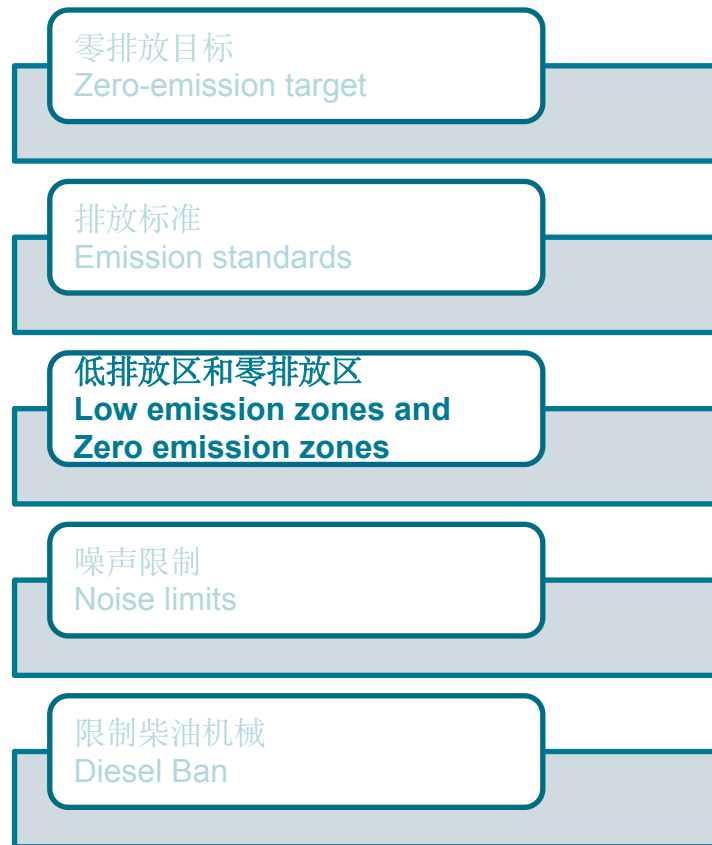 零排放目标
Zero-emission target
排放标准
Emission standards
低排放区和零排放区
Low emission zones and
Zero emission zones
噪声限制
Noise limits
限制柴油机械
Diesel Ban